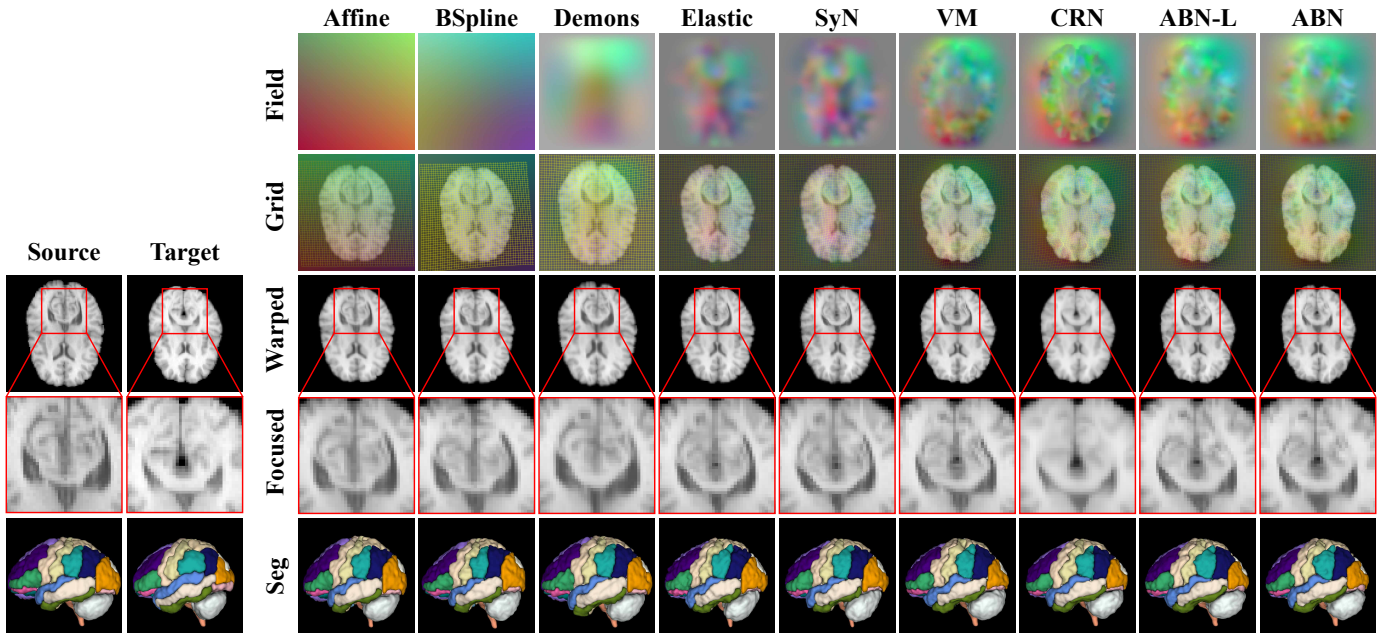 Affine BSpline Demons Elastic SyN VM CRN ABN-L ABN
Field
Grid
Source Target
Warped
Focused
Seg